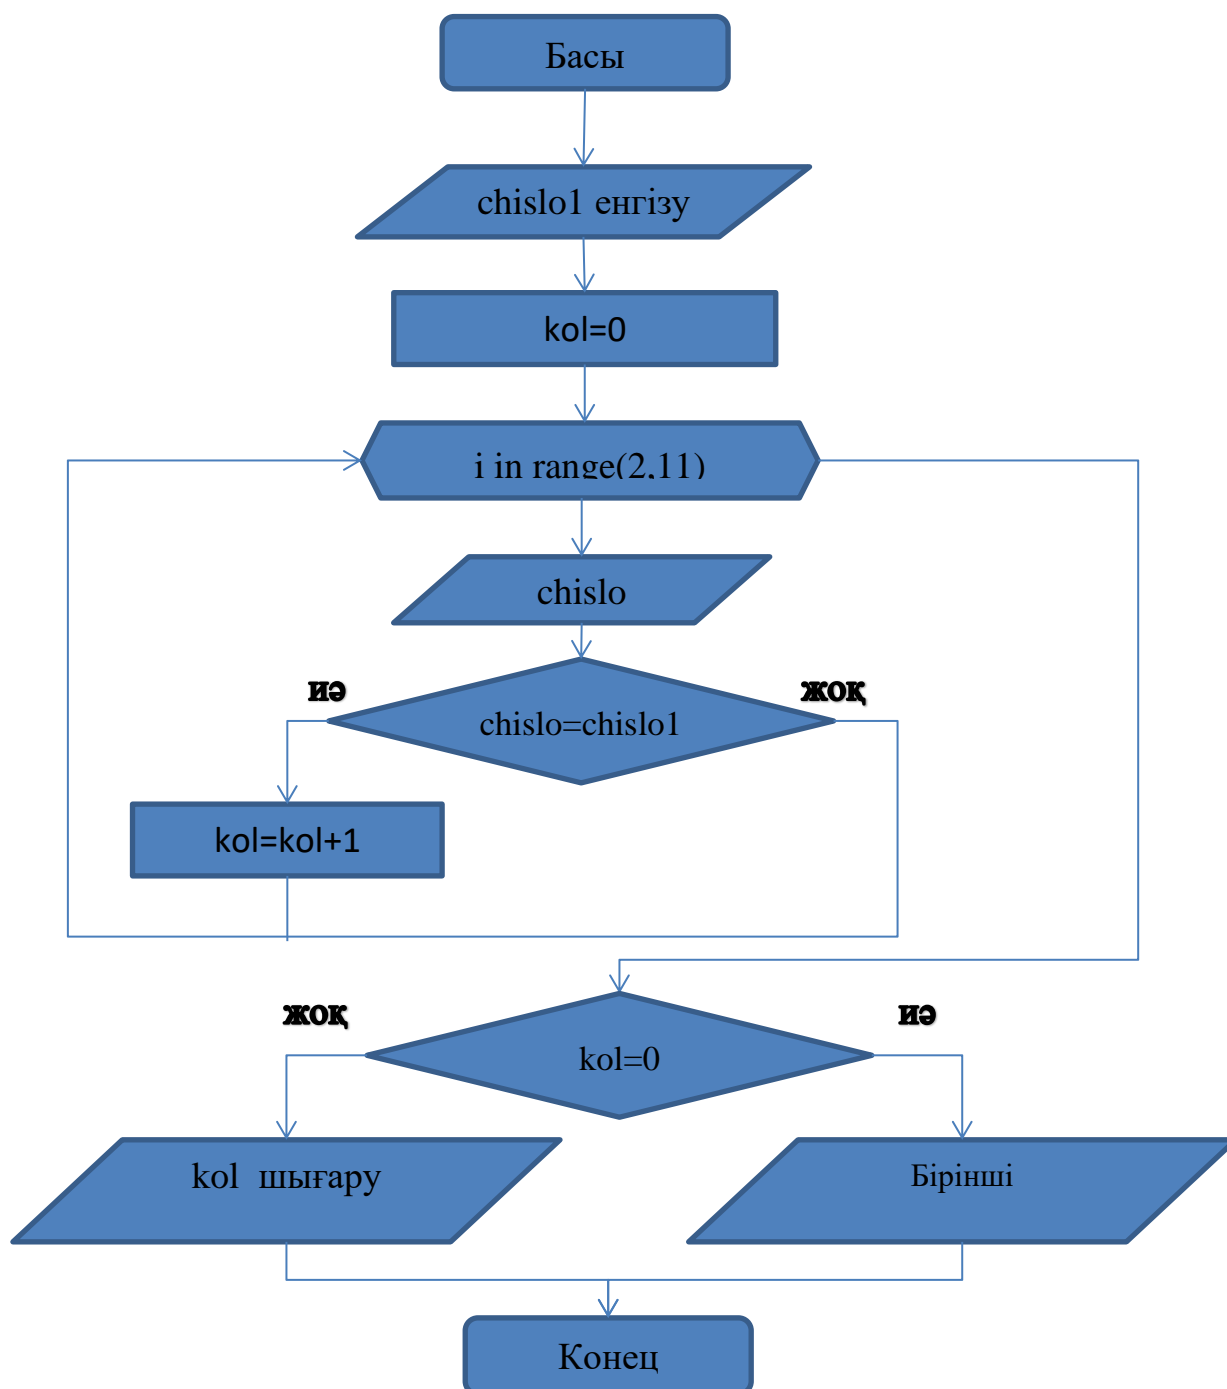 Басы
chislo1 енгізу
kol=0
i in range(2,11)
chislo
иә
жоқ
chislo=chislo1
kol=kol+1
жоқ
иә
kol=0
kol шығару
Бірінші
Конец